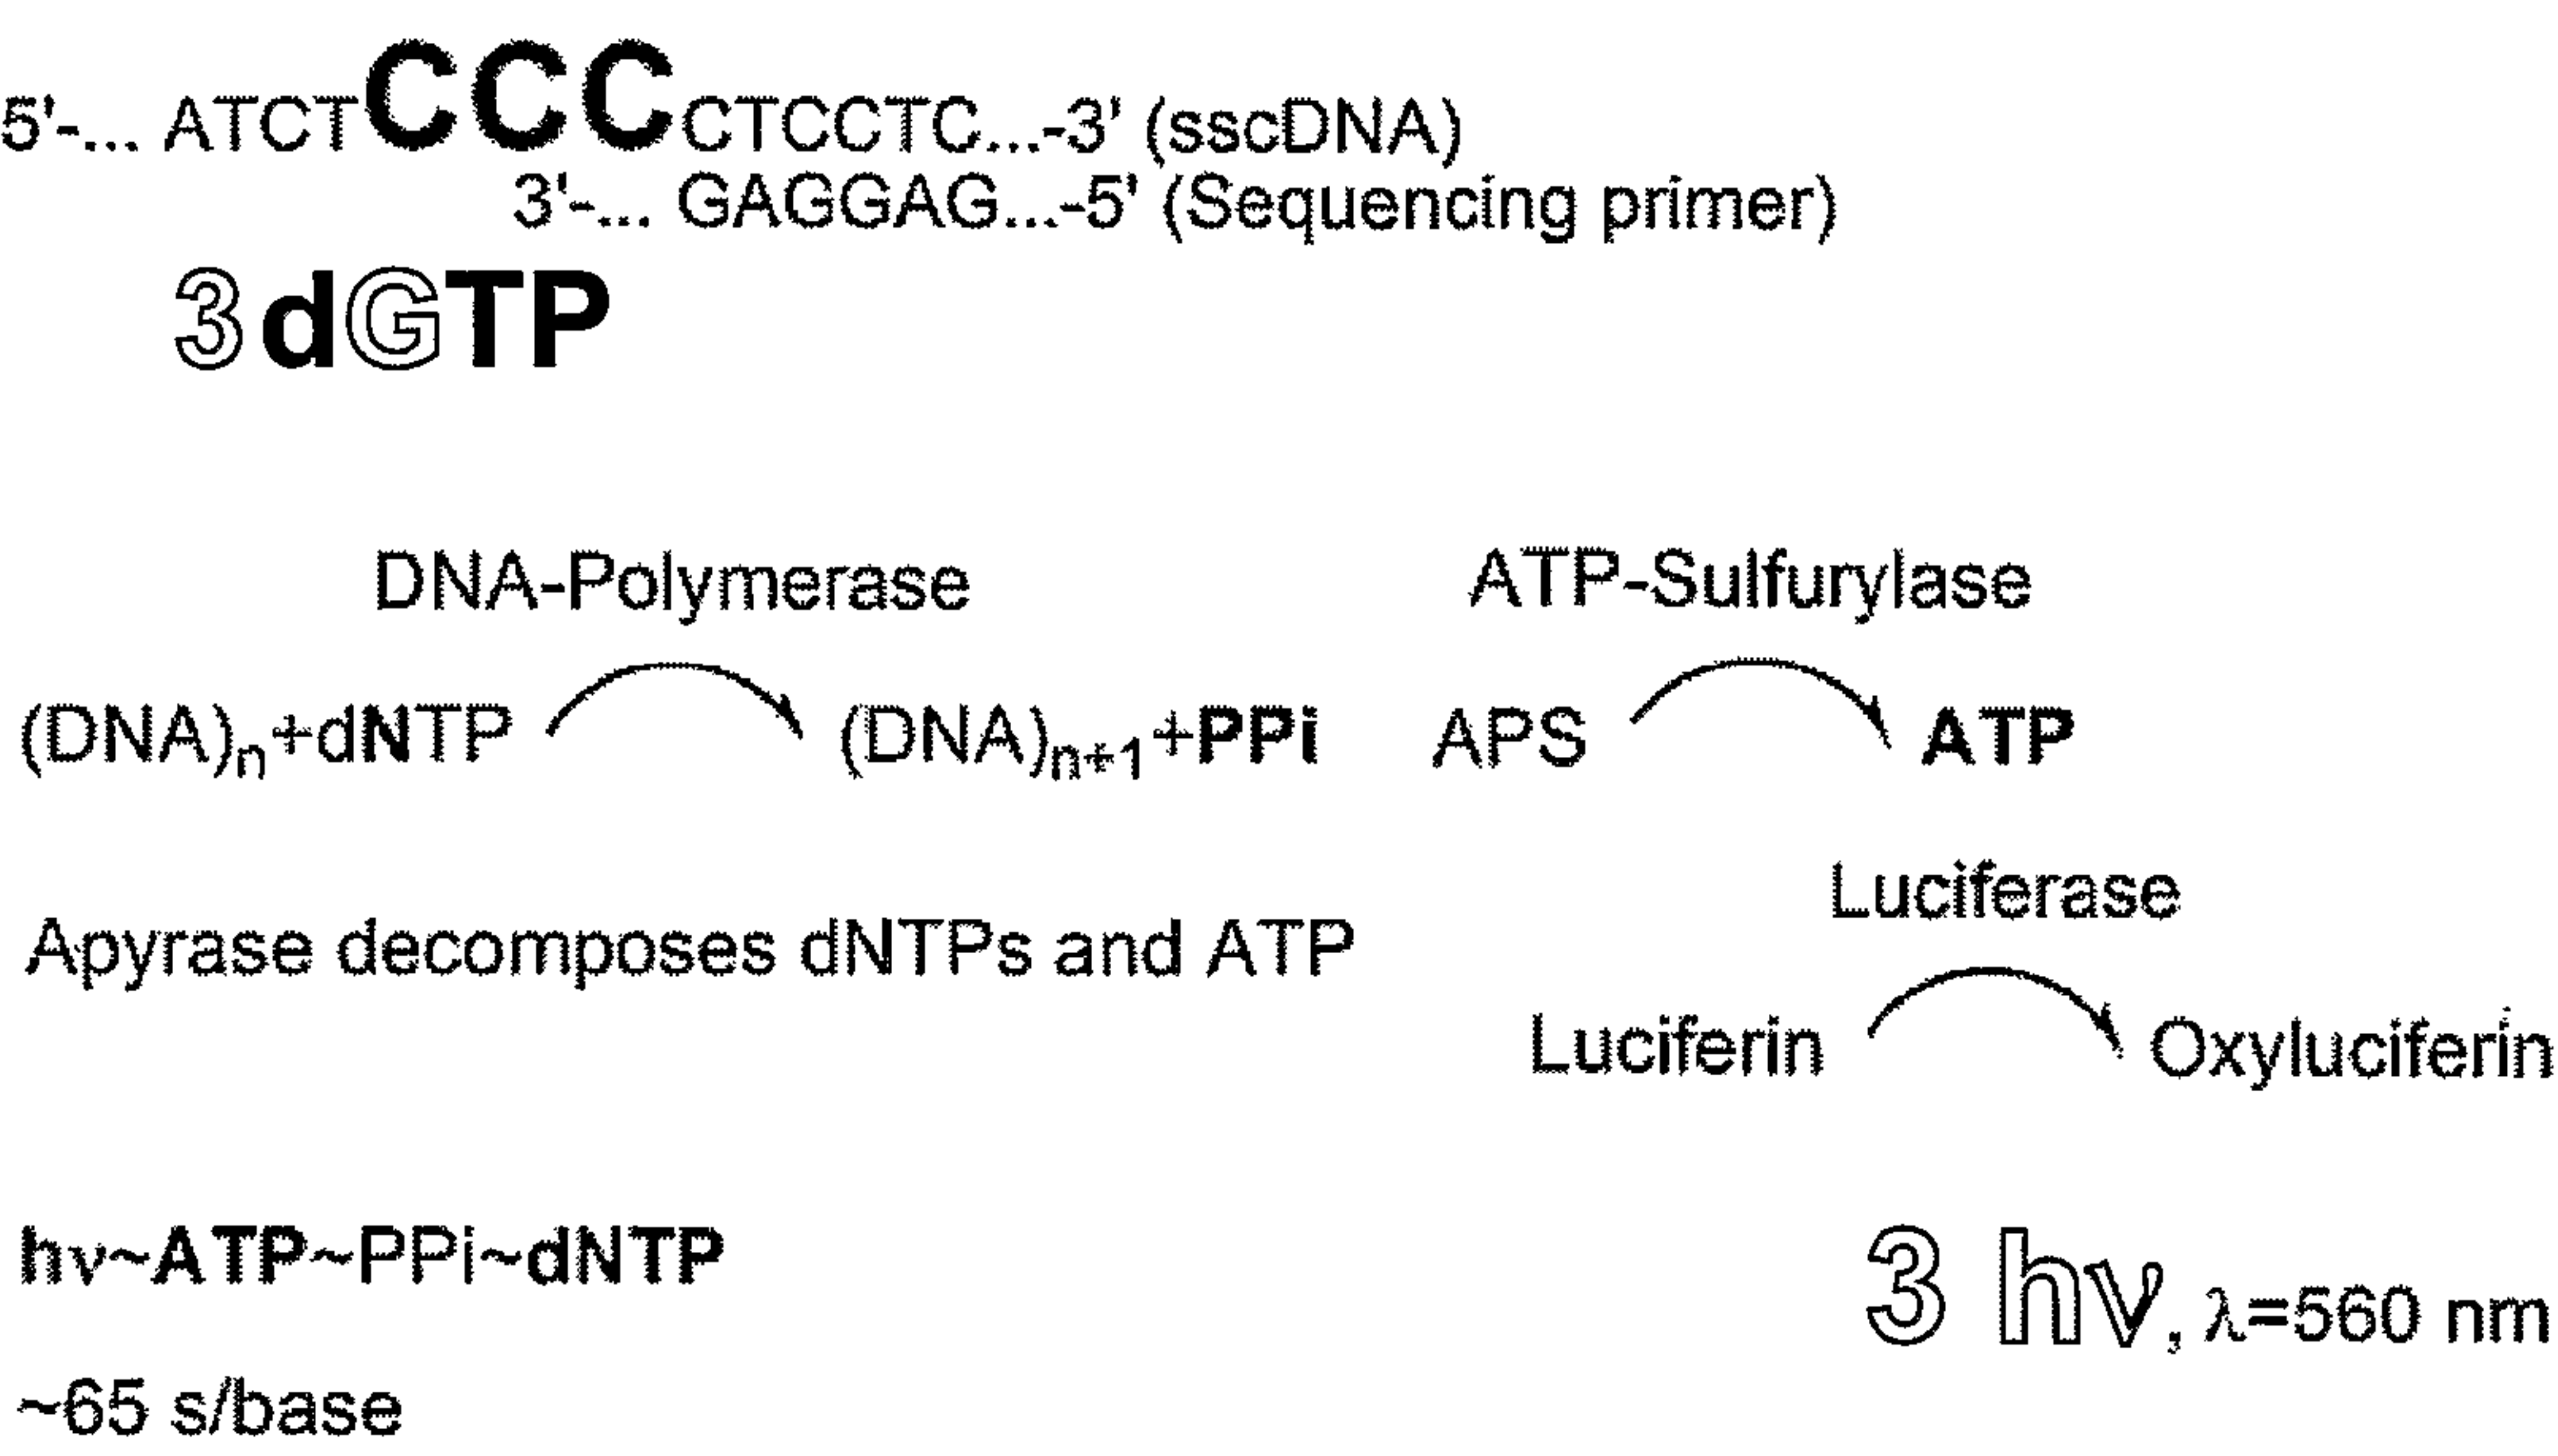 5'-... ATCTCCCCTCCTC...-3' (sscDNA)
3'-... GAGGAG...-5' (Sequencing primer)
3 dGTP
DNA-Polymerase
(DNA)n+dNTP (DNA)n+1+PPi
ATP-Sulfurylase
APS ATP
Apyrase decomposes dNTPs and ATP
Luciferase
Luciferin Oxyluciferin
hν~ATP~PPi~dNTP
3 hν, λ=560 nm
~65 s/base